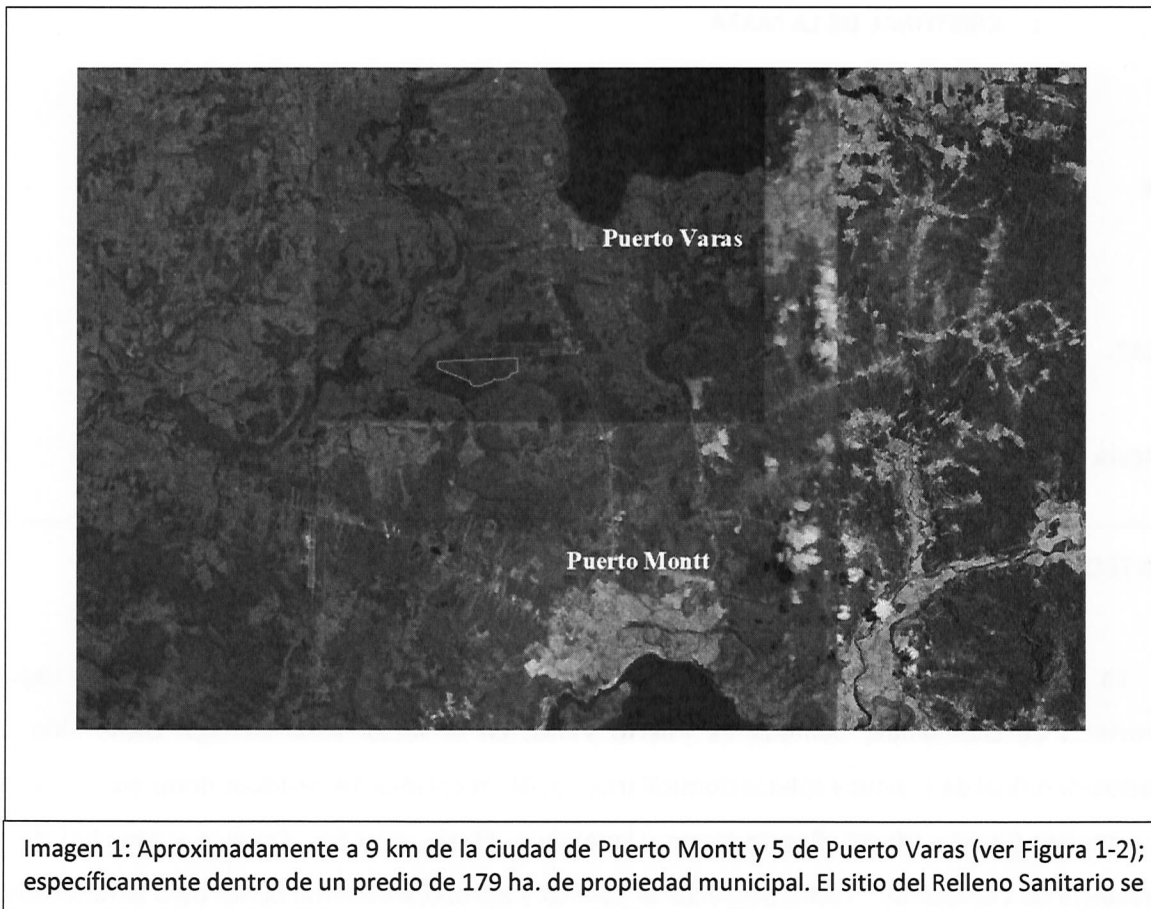 Puerto Varas
Puerto Montt
Imagen 1: Aproximadamente a 9 km de la ciudad de Puerto Montt y 5 de Puerto Varas (ver Figura 1-2);
específicamente dentro de un predio de 179 ha. de propiedad municipal. El sitio del Relleno Sanitario se